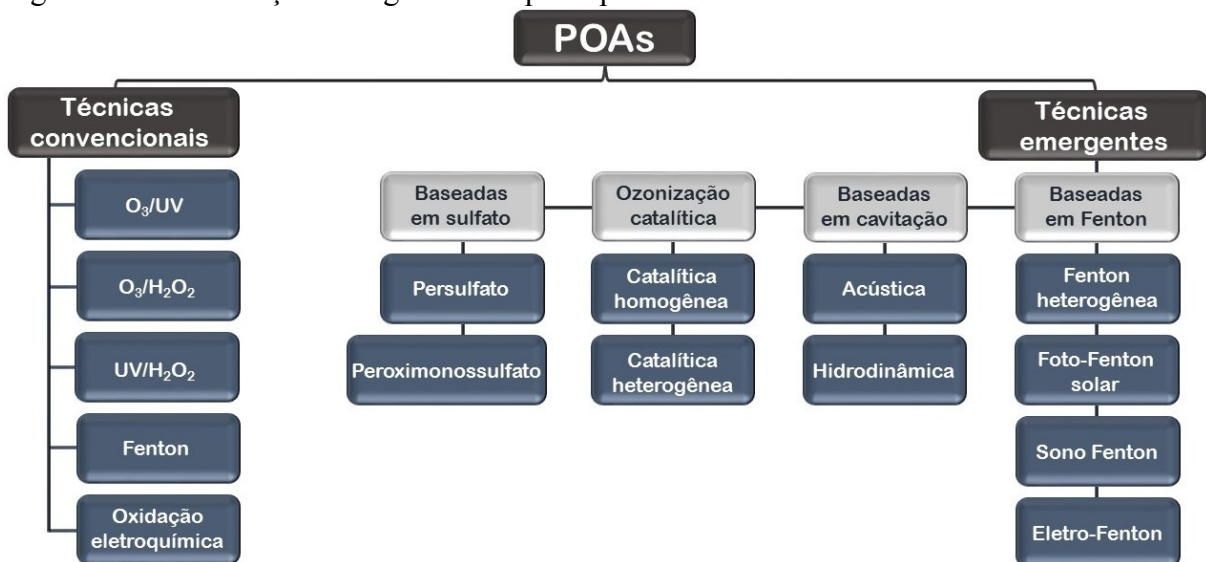 POAs
Técnicas
convencionais
O₃/UV
O₃/H₂O₂
UV/H₂O₂
Fenton
Oxidação
eletroquímica
Técnicas
emergentes
Baseadas
em sulfato
Persulfato
Peroximonossulfato
Ozonização
catalítica
Catalítica
homogênea
Catalítica
heterogênea
Baseadas
em cavitação
Acústica
Hidrodinâmica
Baseadas
em Fenton
Fenton
heterogênea
Foto-Fenton
solar
Sono Fenton
Eletro-Fenton